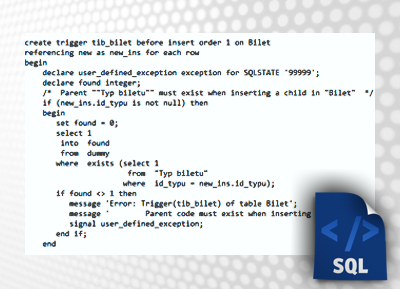 create trigger tib_bilet before insert order 1 on Bilet
referencing new as new_ins for each row
begin
declare user_defined_exception exception for SQLSTATE '99999';
declare found integer;
/* Parent ""Typ biletu"" must exist when inserting a child in "Bilet" */
if (new_ins.id_typu is not null) then
begin
set found = 0;
select 1
into found
from dummy
where exists (select 1
from "Typ biletu"
where id_typu = new_ins.id_typu);
if found <> 1 then
message 'Error: Trigger(tib_bilet) of table Bilet';
message ' Parent code must exist when inserting
signal user_defined_exception;
end if;
end
</>
SQL